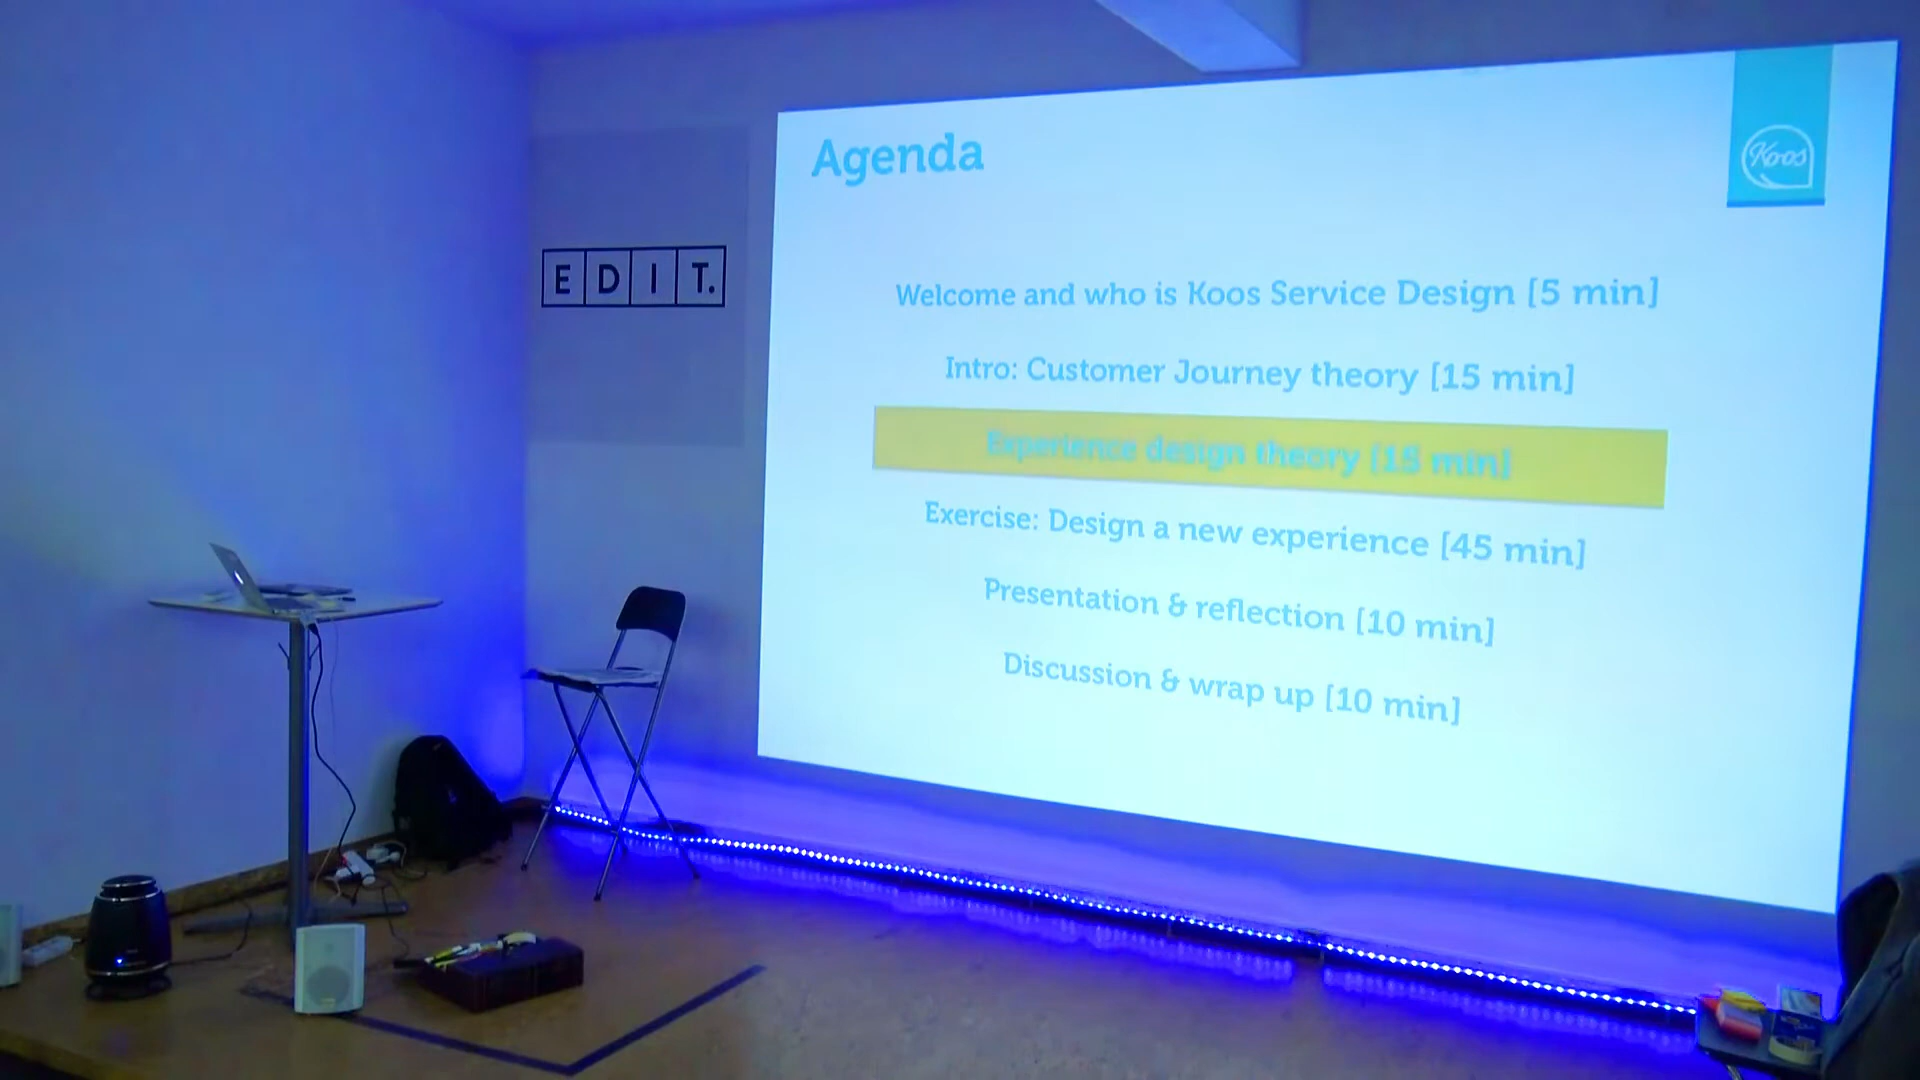 Agenda
Koos
EDIT.
Welcome and who is Koos Service Design [5 min]
Intro: Customer Journey theory [15 min]
Experience design theory [15 min]
Exercise: Design a new experience [45 min]
Presentation & reflection [10 min]
Discussion & wrap up [10 min]